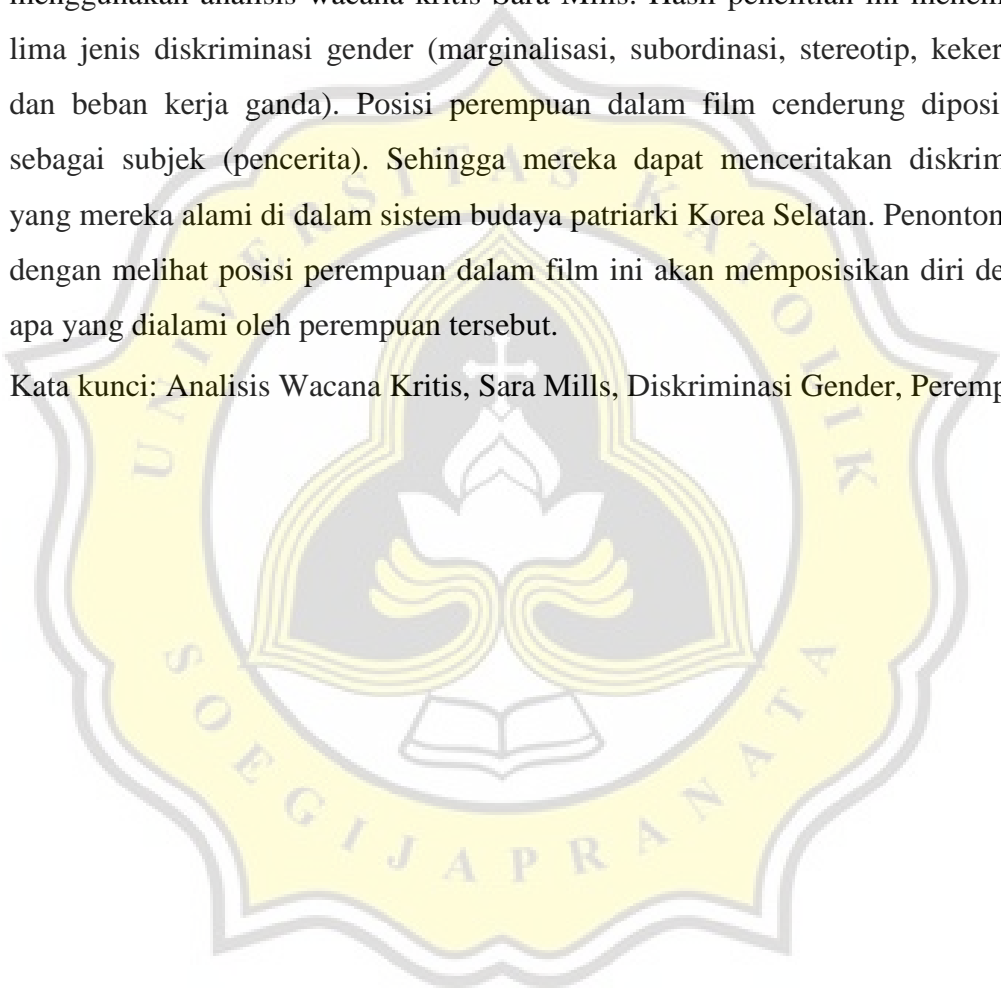 menggunakan analisis wacana kritis Sara Mills. Hasil penelitian ini
lima jenis diskriminasi gender (marginalisasi, subordinasi, stereotip,
dan beban kerja ganda). Posisi perempuan dalam film cenderung
sebagai subjek (pencerita). Sehingga mereka dapat menceritakan
yang mereka alami di dalam sistem budaya patriarki Korea Selatan. Penonton
dengan melihat posisi perempuan dalam film ini akan memposisikan diri
apa yang dialami oleh perempuan tersebut.
Kata kunci: Analisis Wacana Kritis, Sara Mills, Diskriminasi Gender,
UNIVERSITAS KATOLIK
SOEGIJAPRANATA